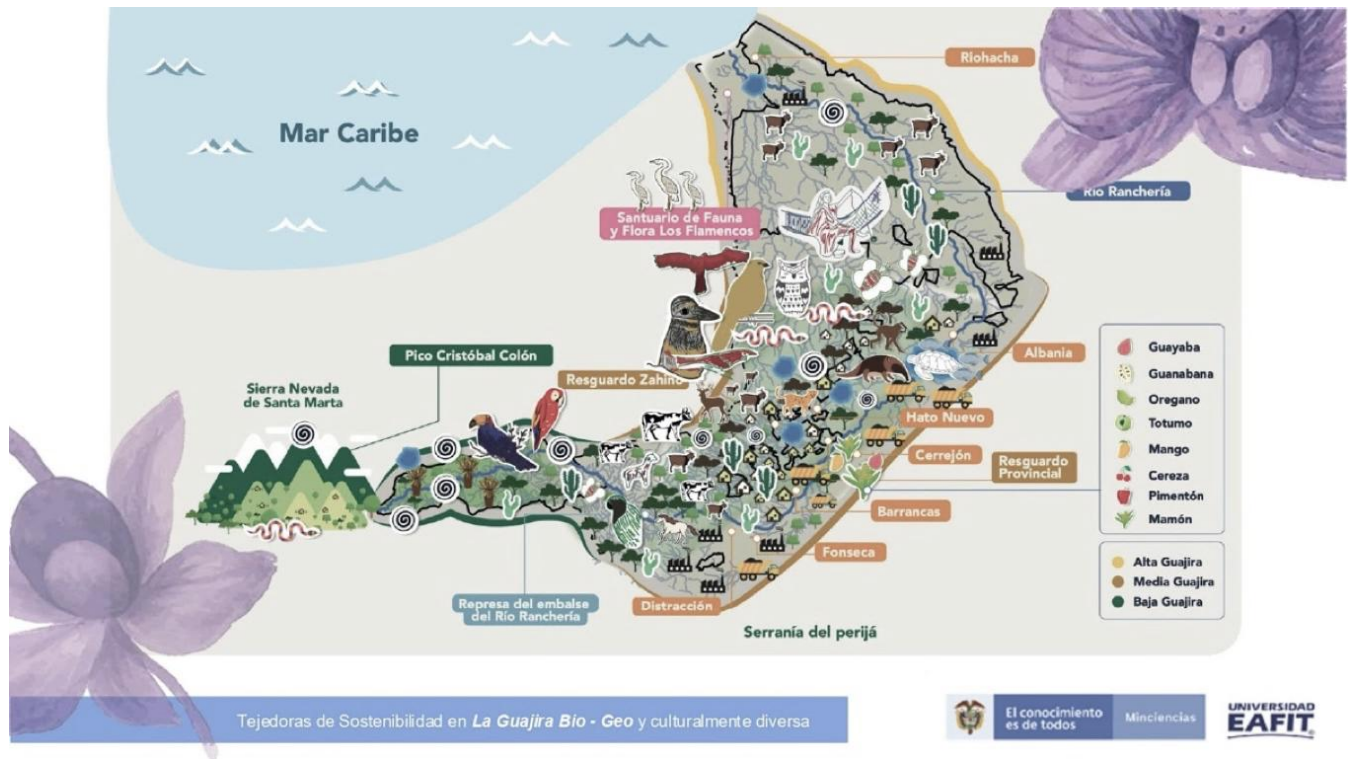 Riohacha
Mar Caribe
Río Ranchería
Santuario de Fauna
y Flora Los Flamencos
Pico Cristóbal Colón
Albania
Guayaba
Resguardo Zahino
Guanabana
Sierra Nevada
de Santa Marta
Oregano
Hato Nuevo
Totumo
Mango
Cerrejón
Resguardo
Provincial
Cereza
Pimentón
Barrancas
Mamón
Fonseca
Alta Guajira
Media Guajira
Baja Guajira
Represa del embalse
del Río Ranchería
Distracción
Serranía del perijá
Tejedoras de Sostenibilidad en La Guajira Bio - Geo y culturalmente diversa
El conocimiento
es de todos
Minciencias
UNIVERSIDAD
EAFIT